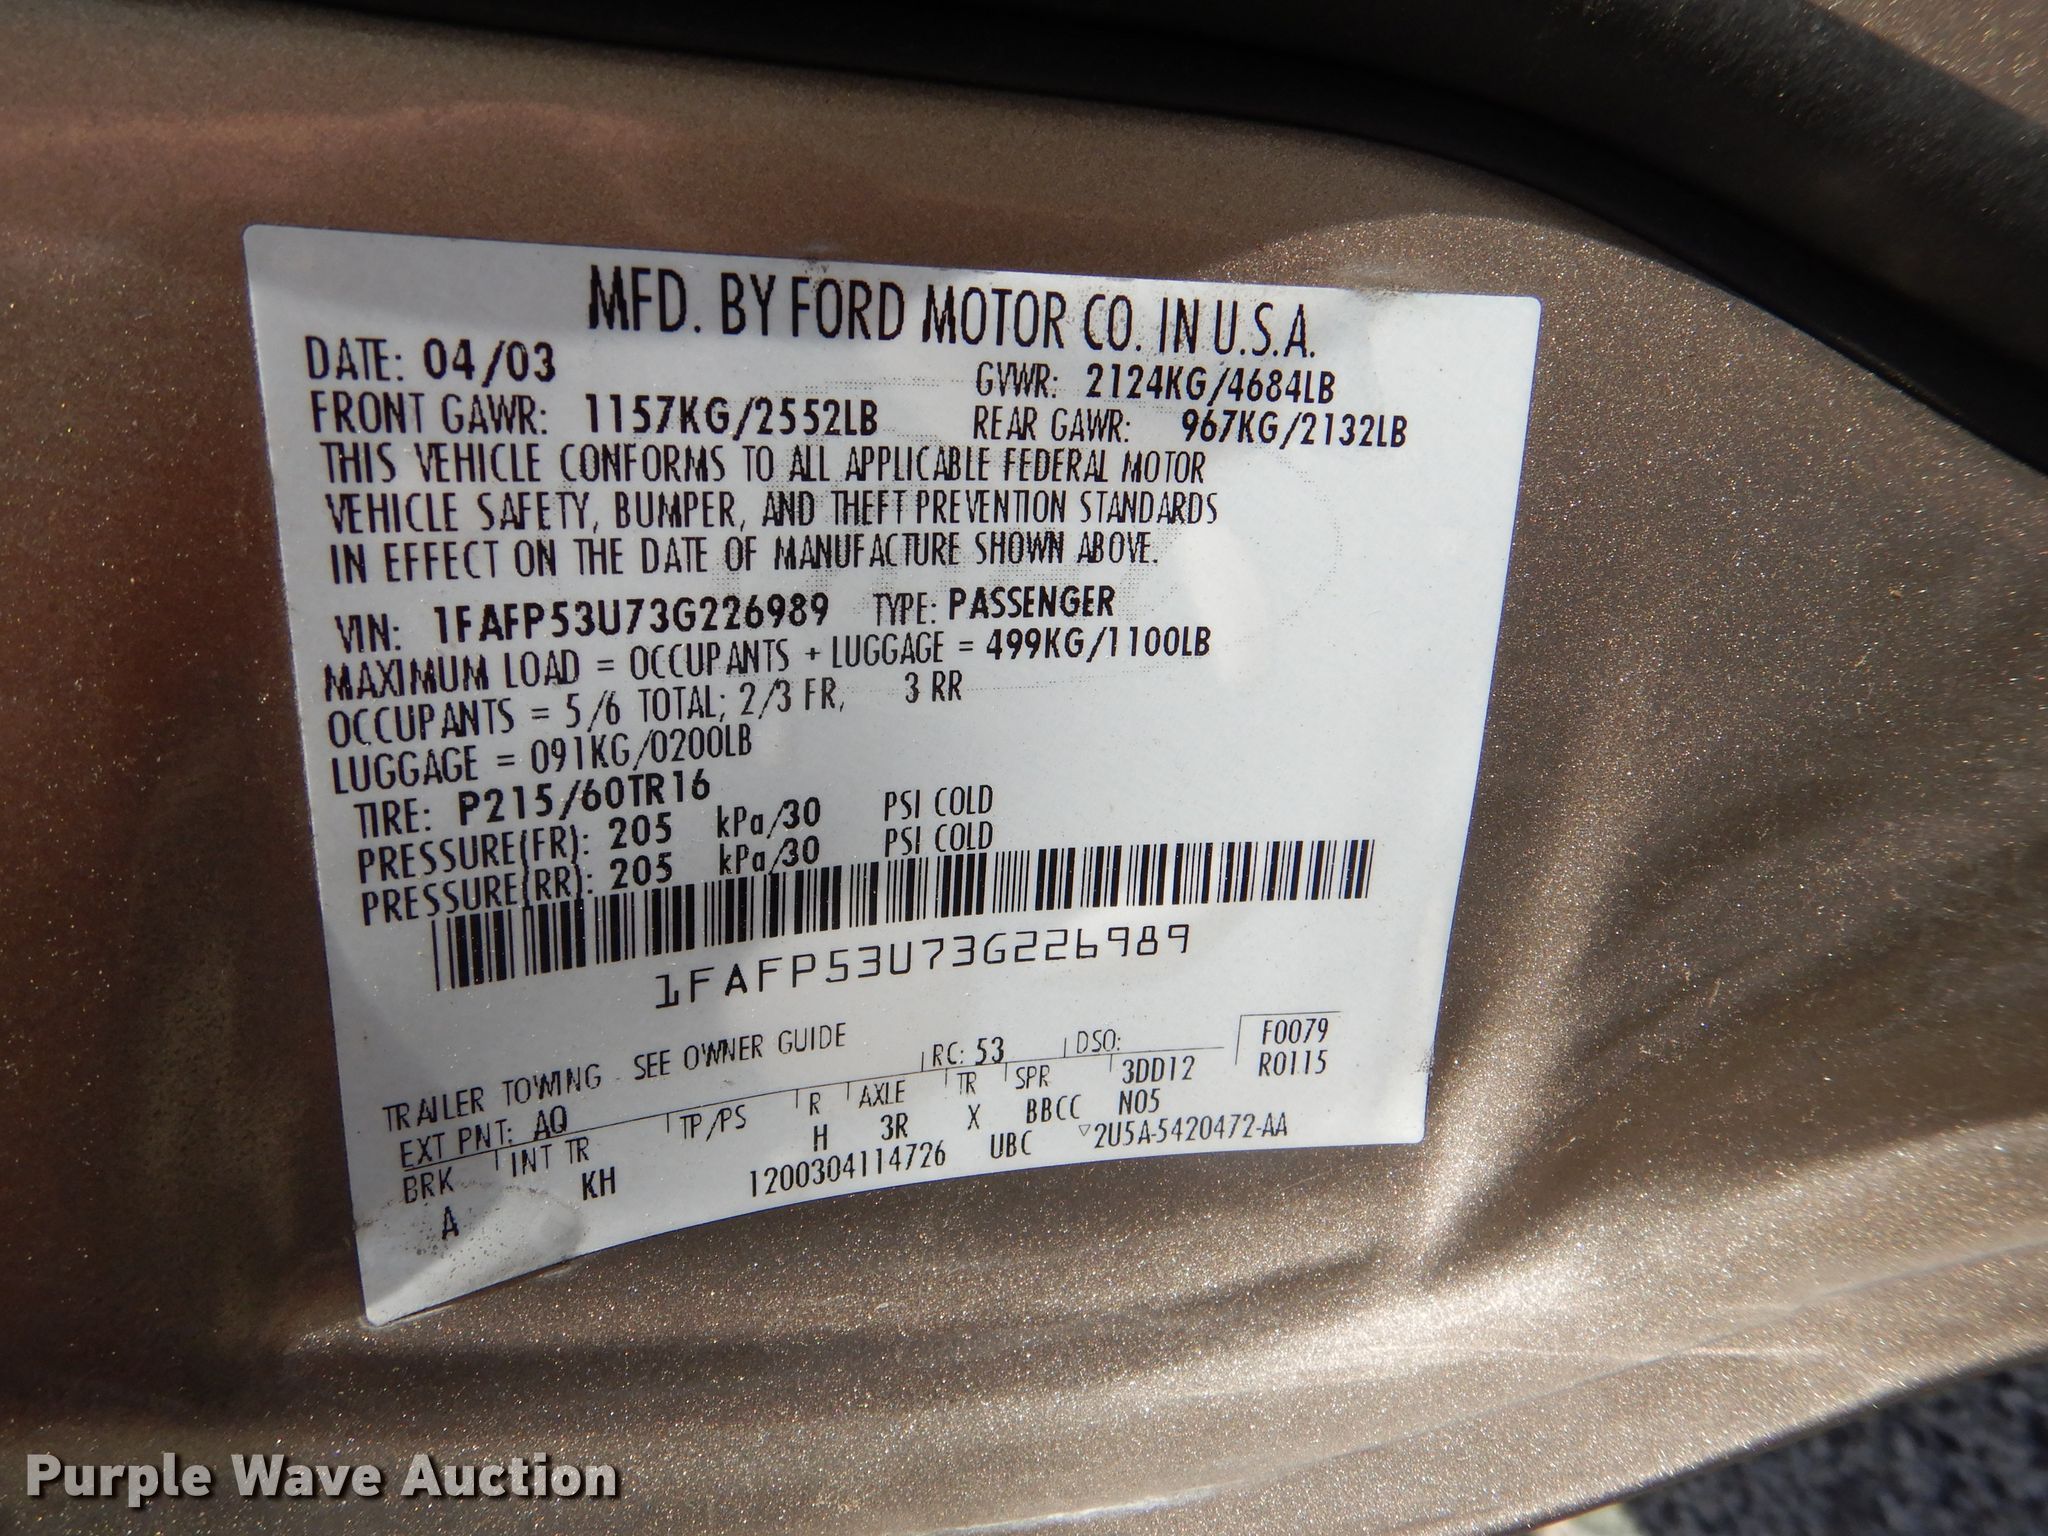 MFD. BY FORD MOTOR CO. IN U.S.A.
DATE: 04/03 GVWR: 2124KG/4684LB
FRONT GAWR: 1157KG/2552LB REAR GAWR: 967KG/2132LB
THIS VEHICLE CONFORMS TO ALL APPLICABLE FEDERAL MOTOR
VEHICLE SAFETY, BUMPER, AND THEFT PREVENTION STANDARDS
IN EFFECT ON THE DATE OF MANUFACTURE SHOWN ABOVE.
VIN: 1FAFP53U73G226989 TYPE: PASSENGER
MAXIMUM LOAD = OCCUPANTS + LUGGAGE = 499KG/1100LB
OCCUPANTS = 5/6 TOTAL; 2/3 FR, 3 RR
LUGGAGE = 091KG/0200LB
TIRE: P215/60TR16
PRESSURE(FR): 205 kPa/30 PSI COLD
PRESSURE(RR): 205 kPa/30 PSI COLD
1FAFP53U73G226989
TRAILER TOWING SEE OWNER GUIDE
EXT PNT: AQ RC: 53 DSO: F0079
BRK INT TR TP/PS R AXLE TR SPR 3DD12 R0115
A KH H 3R X BBCC N05
1200304114726 UBC ▽2U5A-5420472-AA
Purple Wave Auction